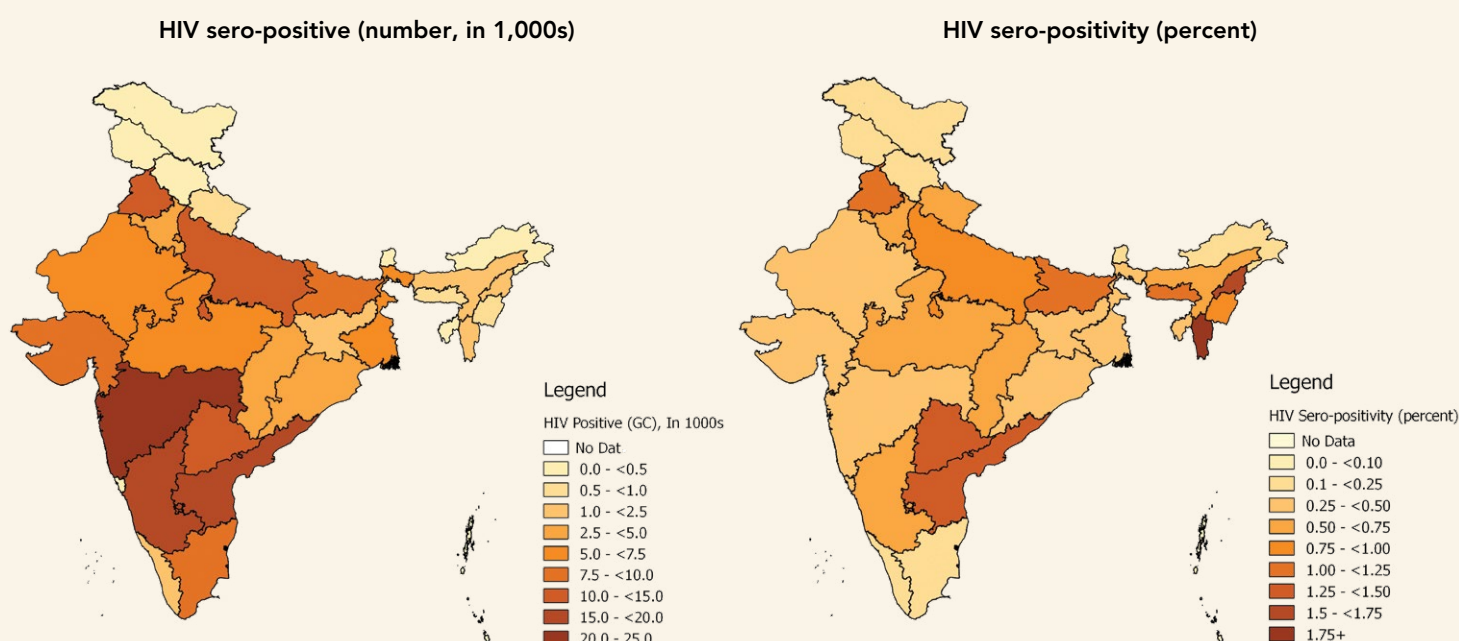 HIV sero-positive (number, in 1,000s)
HIV sero-positivity (percent)
Legend
HIV Positive (GC), In 1000s
No Dat
0.0 - <0.5
0.5 - <1.0
1.0 - <2.5
2.5 - <5.0
5.0 - <7.5
7.5 - <10.0
10.0 - <15.0
15.0 - <20.0
20.0 - 25.0
Legend
HIV Sero-positivity (percent)
No Data
0.0 - <0.10
0.1 - <0.25
0.25 - <0.50
0.50 - <0.75
0.75 - <1.00
1.00 - <1.25
1.25 - <1.50
1.5 - <1.75
1.75+